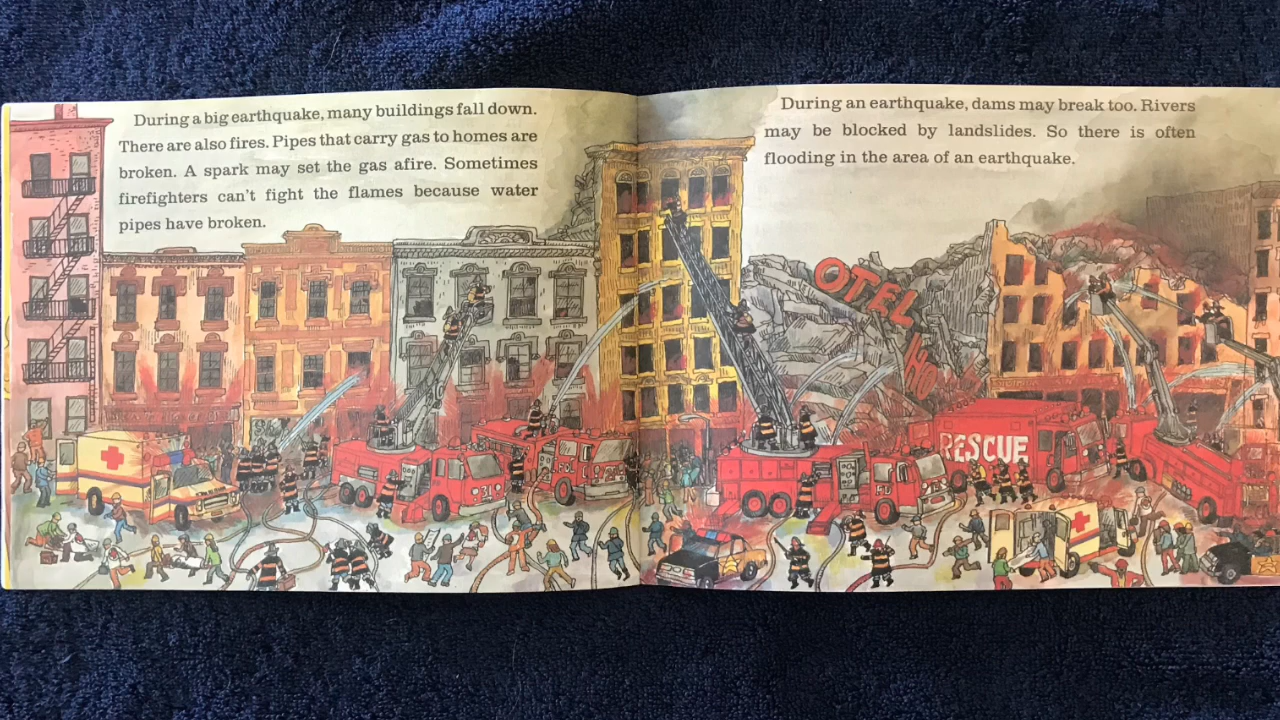 During a big earthquake, many buildings fall down.
There are also fires. Pipes that carry gas to homes are
broken. A spark may set the gas afire. Sometimes
firefighters can't fight the flames because water
pipes have broken.
During an earthquake, dams may break too. Rivers
may be blocked by landslides. So there is often
flooding in the area of an earthquake.
OTEL
HO
RESCUE
31
FD